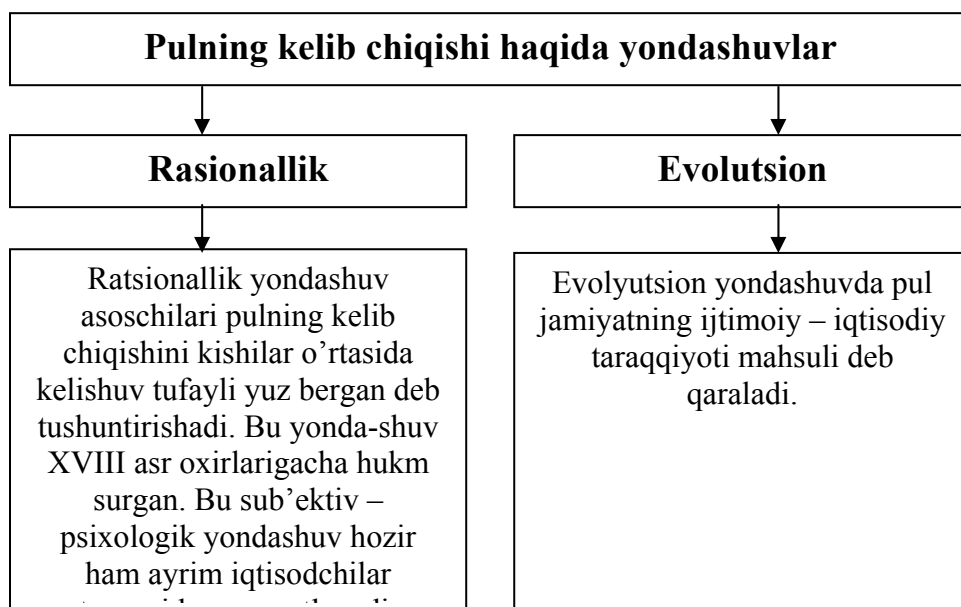 Pulning kelib chiqishi haqida yondashuvlar
Rasionallik
Evolutsion
Ratsionallik yondashuv
asoschilari pulning kelib
chiqishini kishilar o’rtasida
kelishuv tufayli yuz bergan deb
tushuntirishadi. Bu yonda-shuv
XVIII asr oxirlarigacha hukm
surgan. Bu sub’ektiv –
psixologik yondashuv hozir
ham ayrim iqtisodchilar
Evolyutsion yondashuvda pul
jamiyatning ijtimoiy – iqtisodiy
taraqqiyoti mahsuli deb
qaraladi.